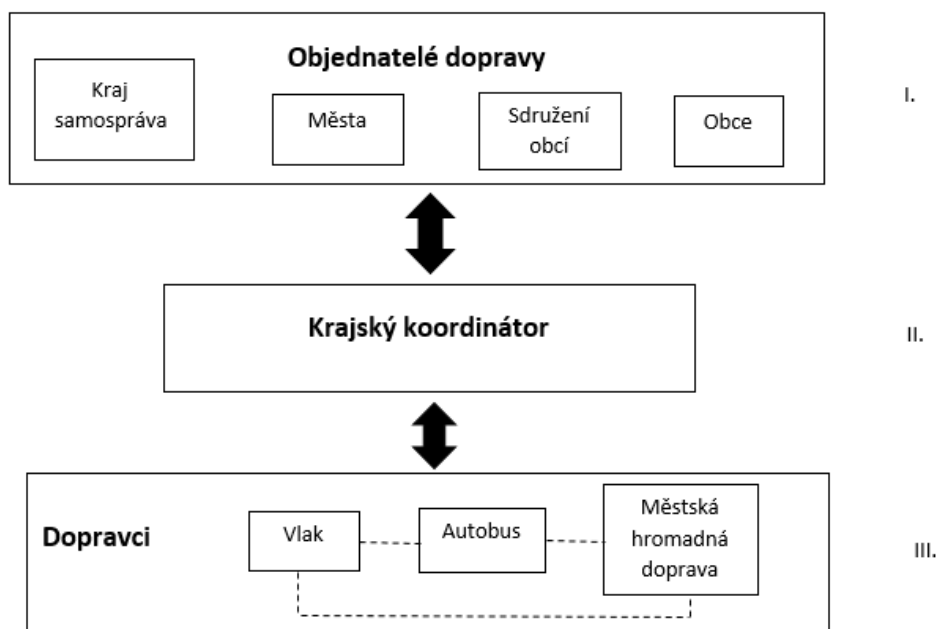 Objednatelé dopravy
Kraj
samospráva
Města
Sdružení
obcí
Obce
I.
Krajský koordinátor
II.
Dopravci
Vlak
Autobus
Městská
hromadná
doprava
III.